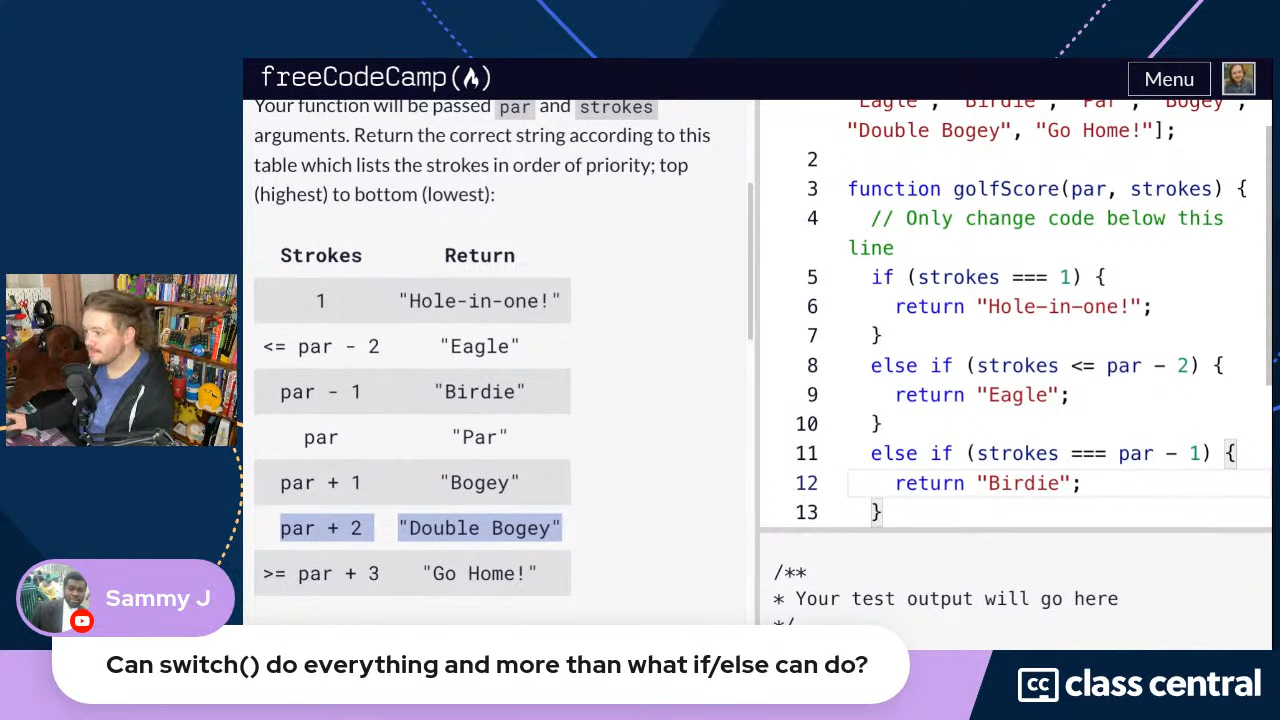 freeCodeCamp
Menu
Your function will be passed par and strokes
arguments. Return the correct string according to this
table which lists the strokes in order of priority; top
(highest) to bottom (lowest):
Strokes Return
1 "Hole-in-one!"
<= par - 2 "Eagle"
par - 1 "Birdie"
par "Par"
par + 1 "Bogey"
par + 2 "Double Bogey"
>= par + 3 "Go Home!"
"Eagle", "Birdie", "Par", "Bogey",
"Double Bogey", "Go Home!"];
2
3 function golfScore(par, strokes) {
4 // Only change code below this
line
5 if (strokes === 1) {
6 return "Hole-in-one!";
7 }
8 else if (strokes <= par - 2) {
9 return "Eagle";
10 }
11 else if (strokes === par - 1) {
12 return "Birdie";
13 }
/**
* Your test output will go here
*/
Sammy J
Can switch() do everything and more than what if/else can do?
cc class central